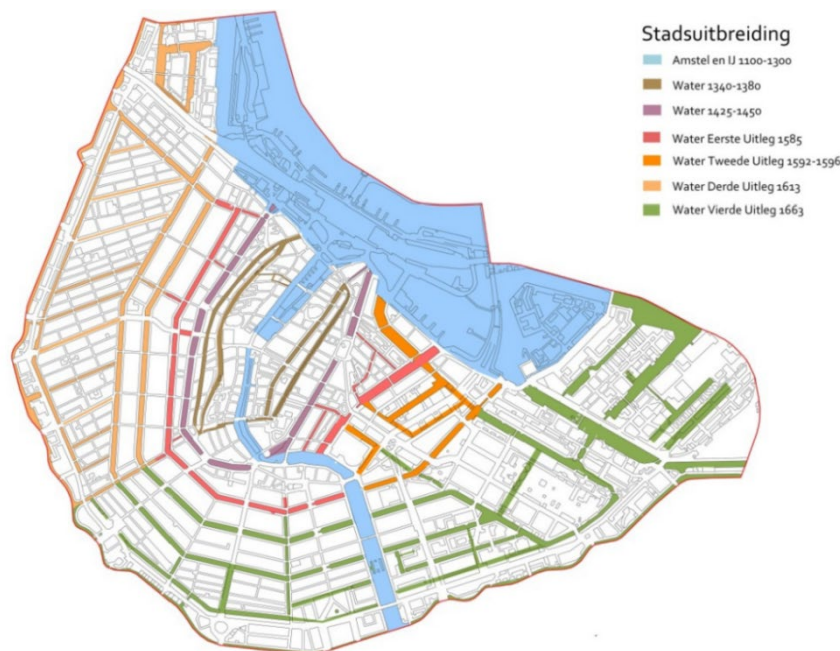 Stadsuitbreiding
Amstel en IJ 1100-1300
Water 1340-1380
Water 1425-1450
Water Eerste Uitleg 1585
Water Tweede Uitleg 1592-1596
Water Derde Uitleg 1613
Water Vierde Uitleg 1663